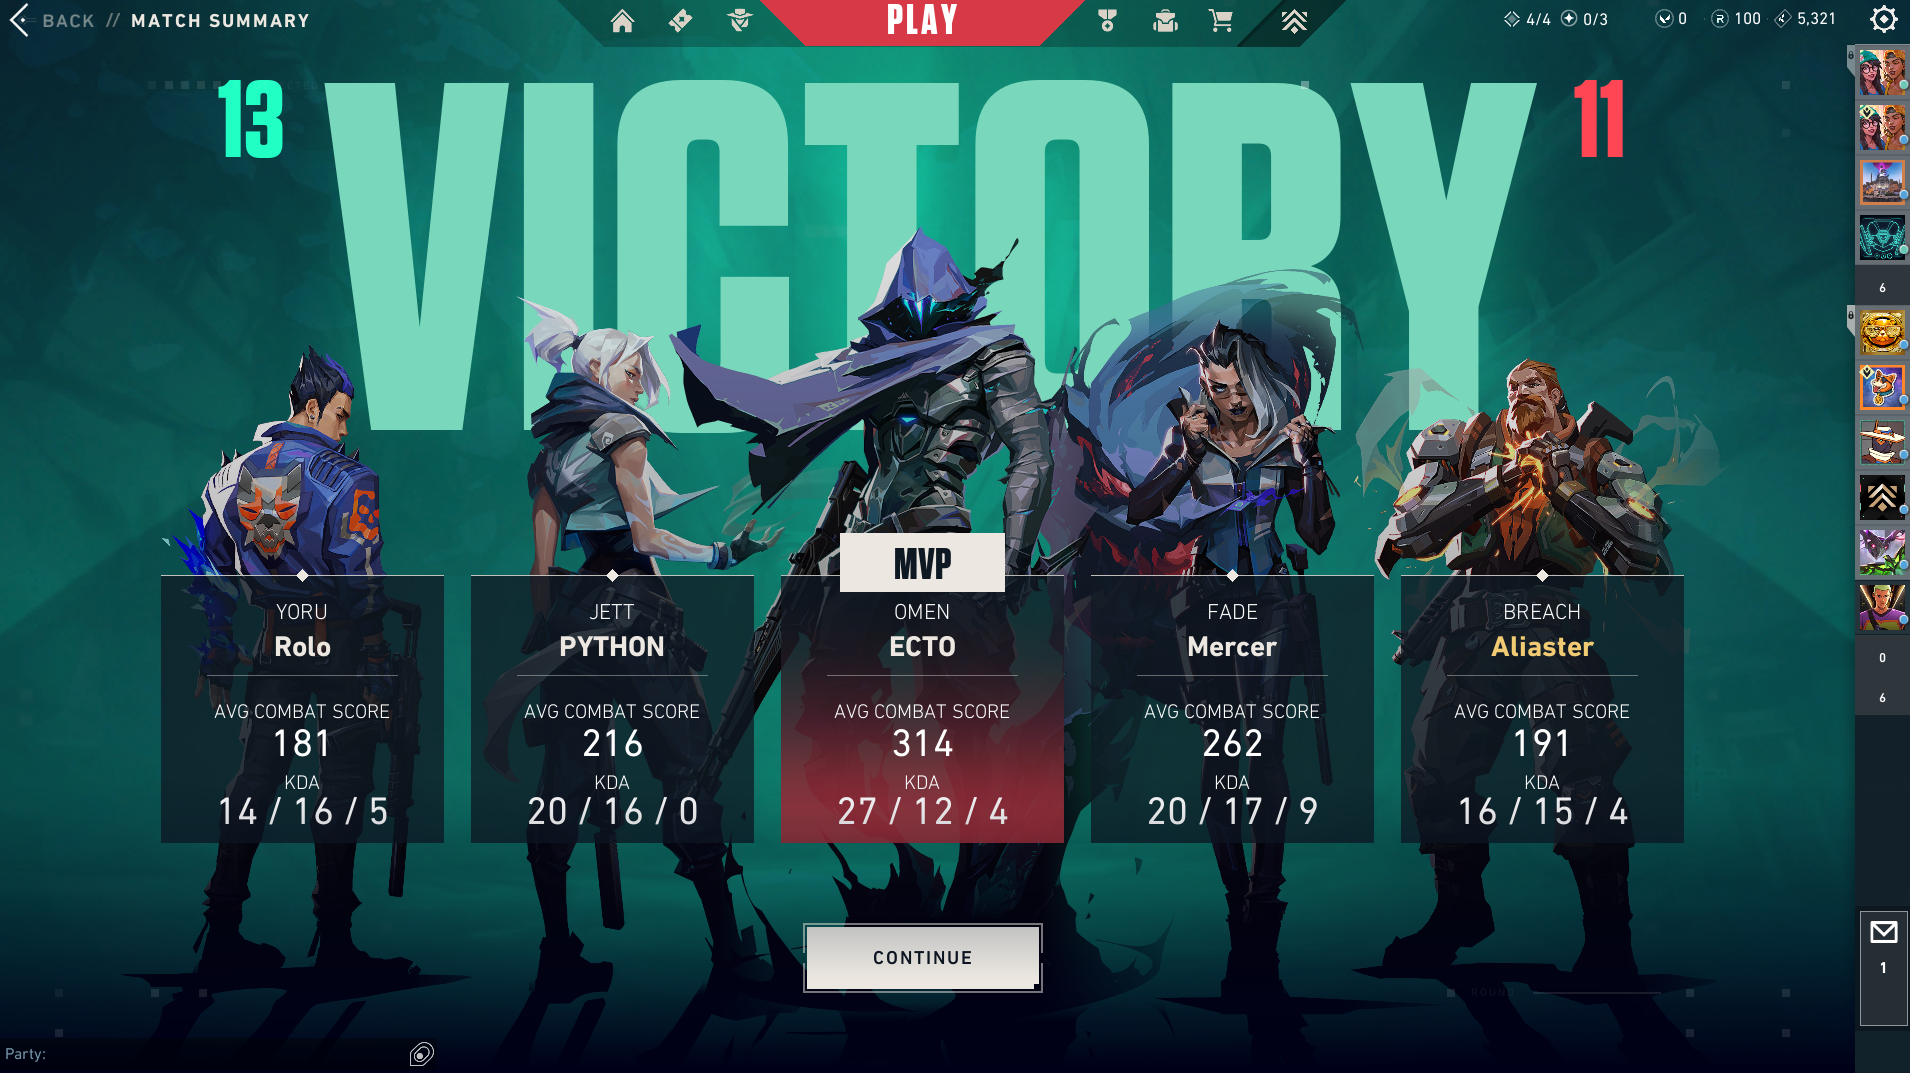 BACK // MATCH SUMMARY
PLAY
4/4 0/3 0 R 100 5,321
13 VICTORY 11
6
MVP
YORU
Rolo
AVG COMBAT SCORE
181
KDA
14 / 16 / 5
JETT
PYTHON
AVG COMBAT SCORE
216
KDA
20 / 16 / 0
OMEN
ECTO
AVG COMBAT SCORE
314
KDA
27 / 12 / 4
FADE
Mercer
AVG COMBAT SCORE
262
KDA
20 / 17 / 9
BREACH
Aliaster
AVG COMBAT SCORE
191
KDA
16 / 15 / 4
0
6
CONTINUE
1
ROUND
Party: